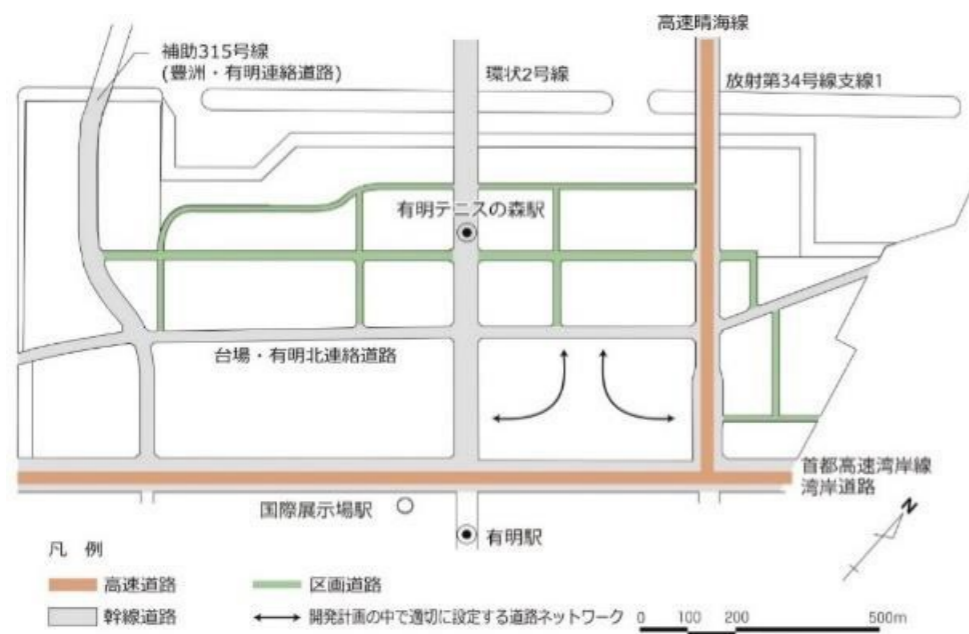 高速晴海線
補助315号線
(豊洲・有明連絡道路)
環状2号線
放射第34号線支線1
有明テニスの森駅
台場・有明北連絡道路
首都高速湾岸線
湾岸道路
国際展示場駅
有明駅
N
凡 例
高速道路
区画道路
幹線道路
開発計画の中で適切に設定する道路ネットワーク
0 100 200 500m